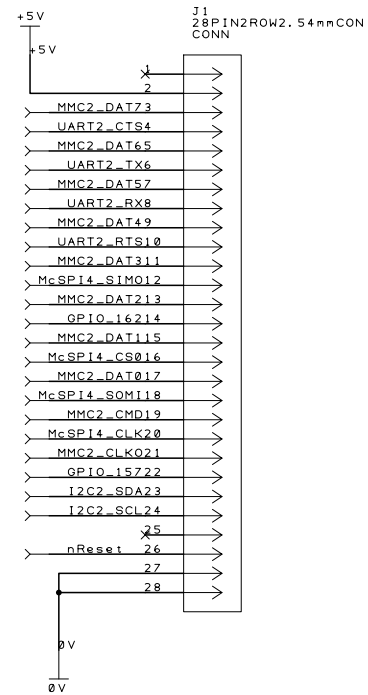 J1
28PIN2ROW2.54mmCON
CONN
+5V
+5V
1
2
MMC2_DAT73
UART2_CTS4
MMC2_DAT65
UART2_TX6
MMC2_DAT57
UART2_RX8
MMC2_DAT49
UART2_RTS10
MMC2_DAT311
McSPI4_SIMO12
MMC2_DAT213
GPIO_16214
MMC2_DAT115
McSPI4_CS016
MMC2_DAT017
McSPI4_SOMI18
MMC2_CMD19
McSPI4_CLK20
MMC2_CLKO21
GPIO_15722
I2C2_SDA23
I2C2_SCL24
25
nReset 26
27
28
0V
0V